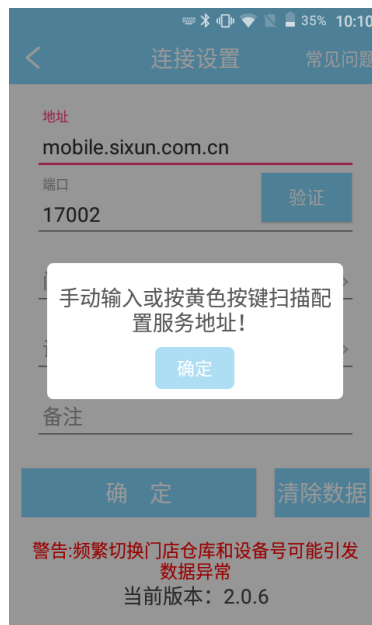 35% 10:10
连接设置 常见问题
地址
mobile.sixun.com.cn
端口
17002 验证
手动输入或按黄色按键扫描配
置服务地址！
确定
备注
确 定 清除数据
警告:频繁切换门店仓库和设备号可能引发
数据异常
当前版本：2.0.6